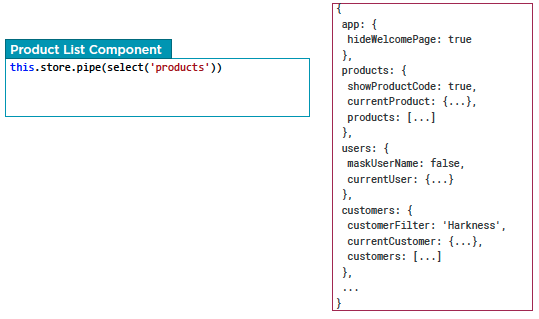 Product List Component
this.store.pipe(select('products'))
{
app: {
hideWelcomePage: true
},
products: {
showProductCode: true,
currentProduct: {...},
products: [...]
},
users: {
maskUserName: false,
currentUser: {...}
},
customers: {
customerFilter: 'Harkness',
currentCustomer: {...},
customers: [...]
},
...
}